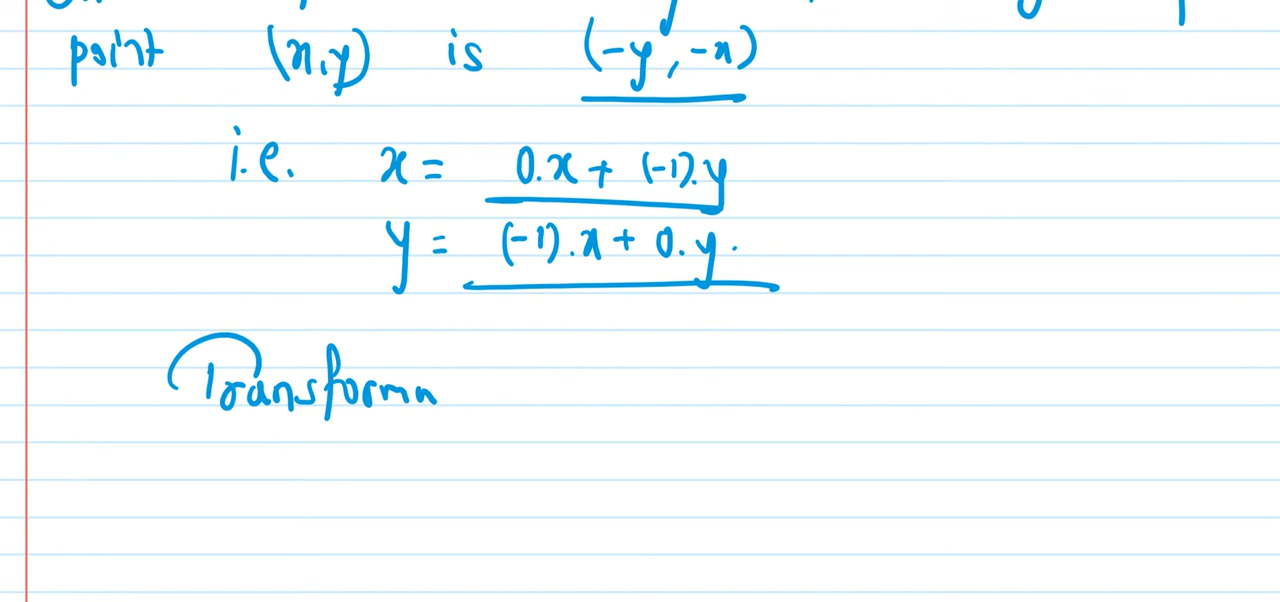 point (x,y) is (-y, -x)
i.e. x = 0.x + (-1).y
y = (-1).x + 0.y.
Transforma